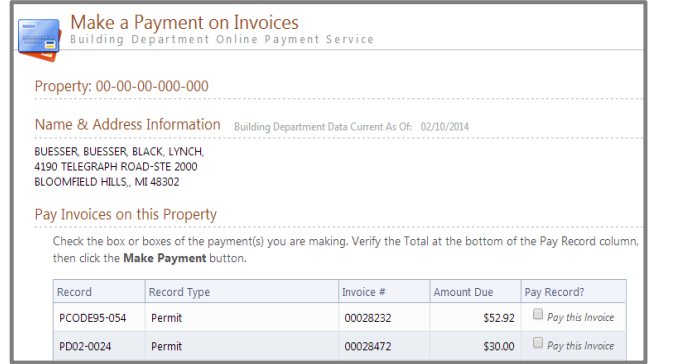 Make a Payment on Invoices
Building Department Online Payment Service
Property: 00-00-00-000-000
Name & Address Information Building Department Data Current As Of: 02/10/2014
BUESSER, BUESSER, BLACK, LYNCH,
4190 TELEGRAPH ROAD-STE 2000
BLOOMFIELD HILLS,, MI 48302
Pay Invoices on this Property
Check the box or boxes of the payment(s) you are making. Verify the Total at the bottom of the Pay Record column,
then click the Make Payment button.
Record Record Type Invoice # Amount Due Pay Record?
PCODE95-054 Permit 00028232 $52.92 Pay this Invoice
PD02-0024 Permit 00028472 $30.00 Pay this Invoice